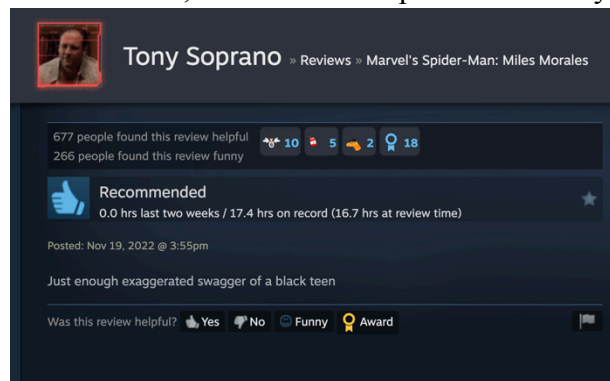 Tony Soprano » Reviews » Marvel's Spider-Man: Miles Morales
677 people found this review helpful
266 people found this review funny
10 5 2 18
Recommended
0.0 hrs last two weeks / 17.4 hrs on record (16.7 hrs at review time)
Posted: Nov 19, 2022 @ 3:55pm
Just enough exaggerated swagger of a black teen
Was this review helpful? Yes No Funny Award